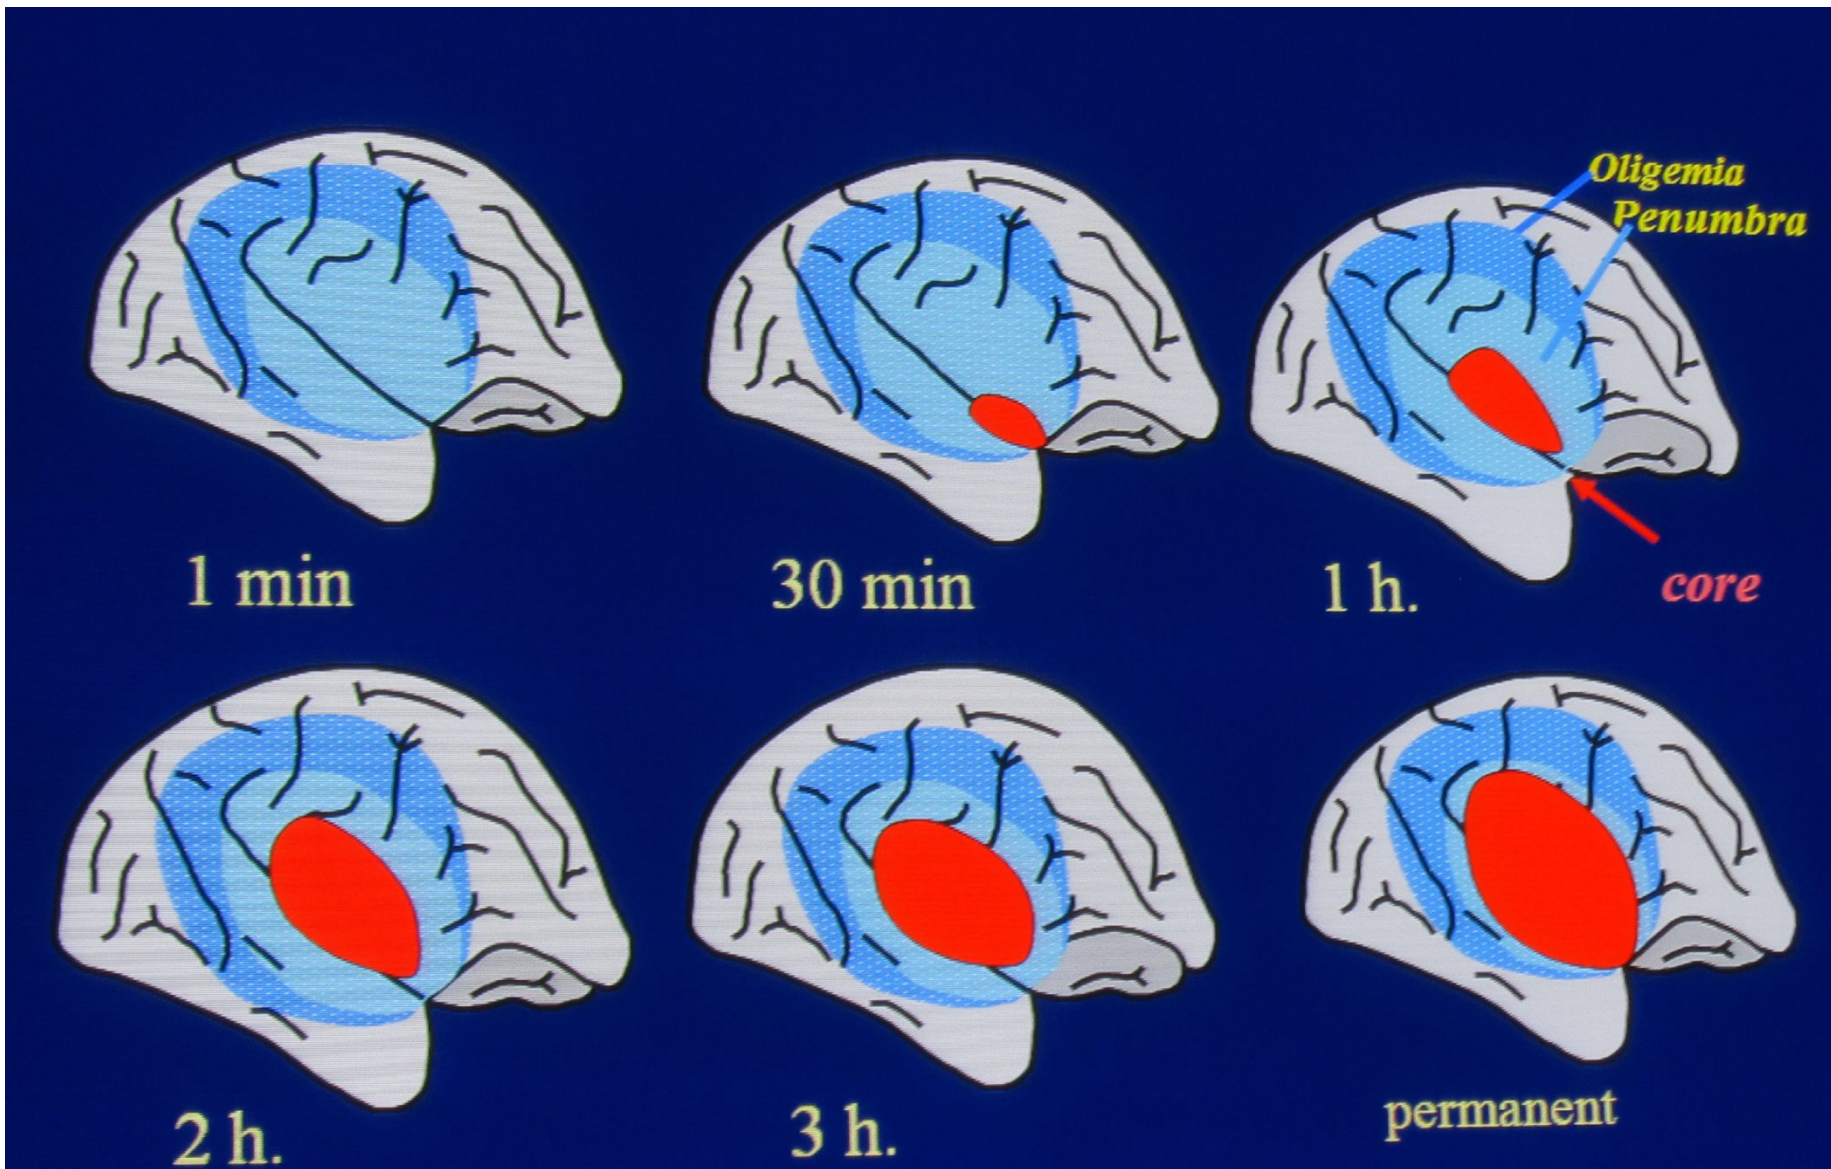 Oligemia
Penumbra
1 min
30 min
1 h.
core
2 h.
3 h.
permanent